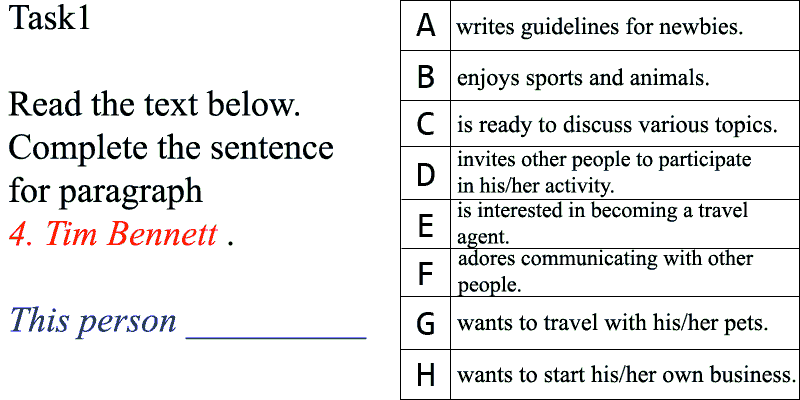 Task1
Read the text below.
Complete the sentence
for paragraph
4. Tim Bennett .
This person ___________
A writes guidelines for newbies.
B enjoys sports and animals.
C is ready to discuss various topics.
D invites other people to participate
in his/her activity.
E is interested in becoming a travel
agent.
F adores communicating with other
people.
G wants to travel with his/her pets.
H wants to start his/her own business.